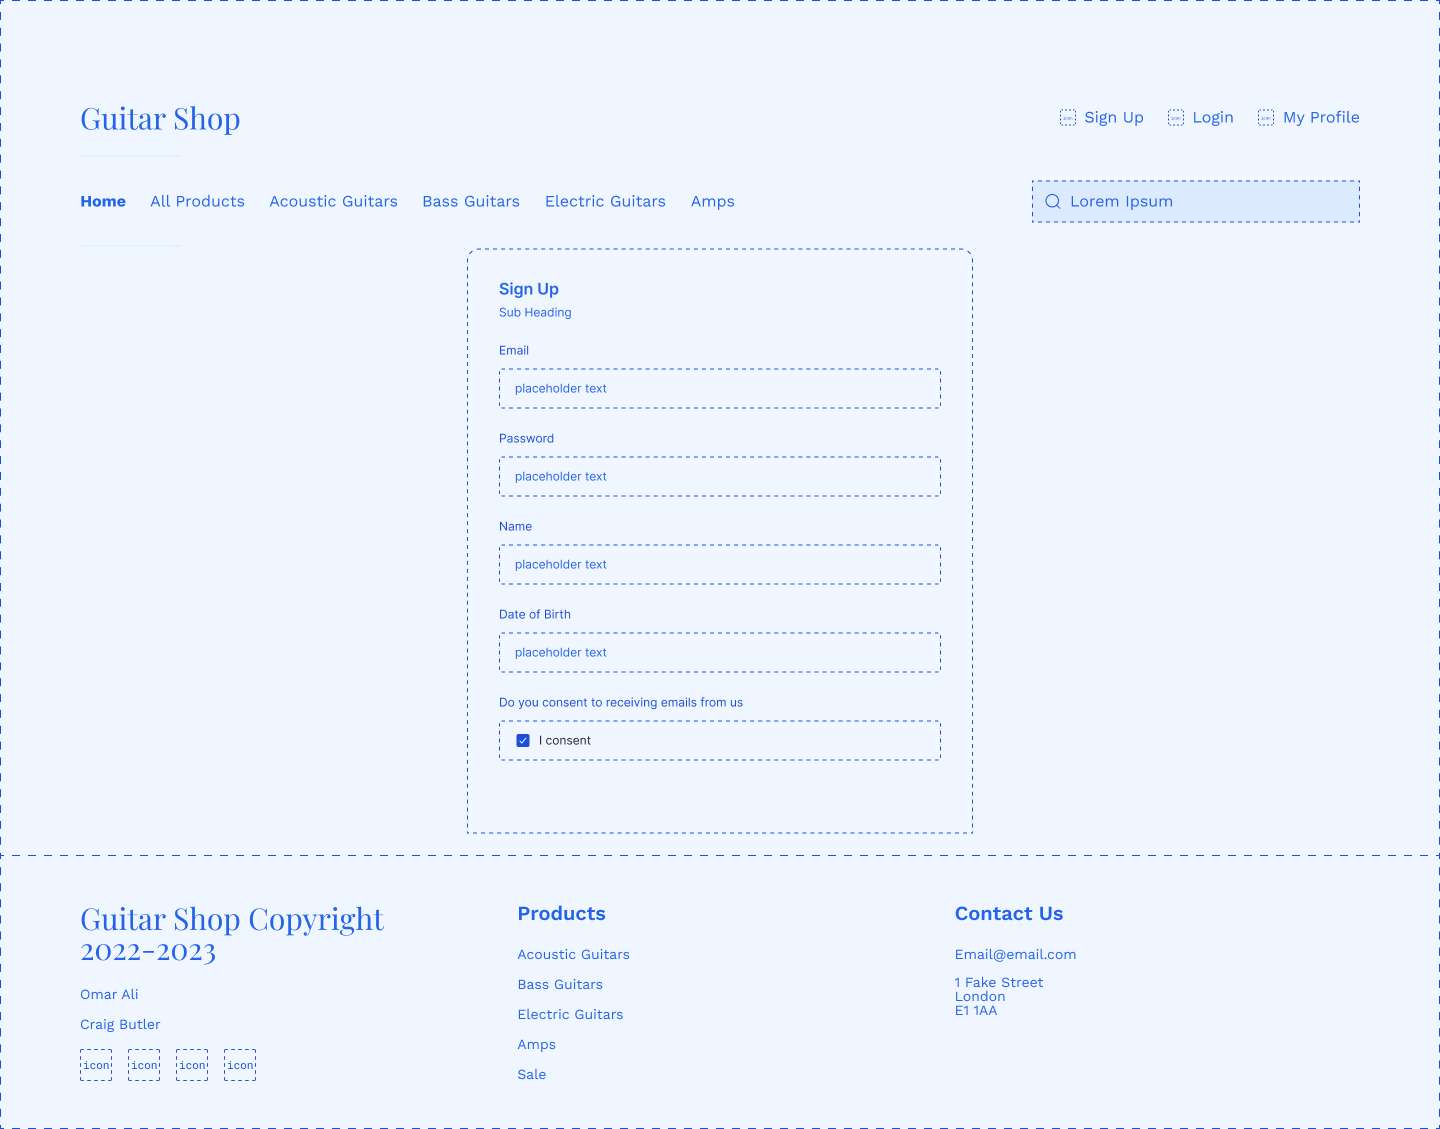 Guitar Shop
Sign Up
Login
My Profile
Home
All Products
Acoustic Guitars
Bass Guitars
Electric Guitars
Amps
Lorem Ipsum
Sign Up
Sub Heading
Email
placeholder text
Password
placeholder text
Name
placeholder text
Date of Birth
placeholder text
Do you consent to receiving emails from us
I consent
Guitar Shop Copyright
2022-2023
Omar Ali
Craig Butler
icon
icon
icon
icon
Products
Acoustic Guitars
Bass Guitars
Electric Guitars
Amps
Sale
Contact Us
Email@email.com
1 Fake Street
London
E1 1AA